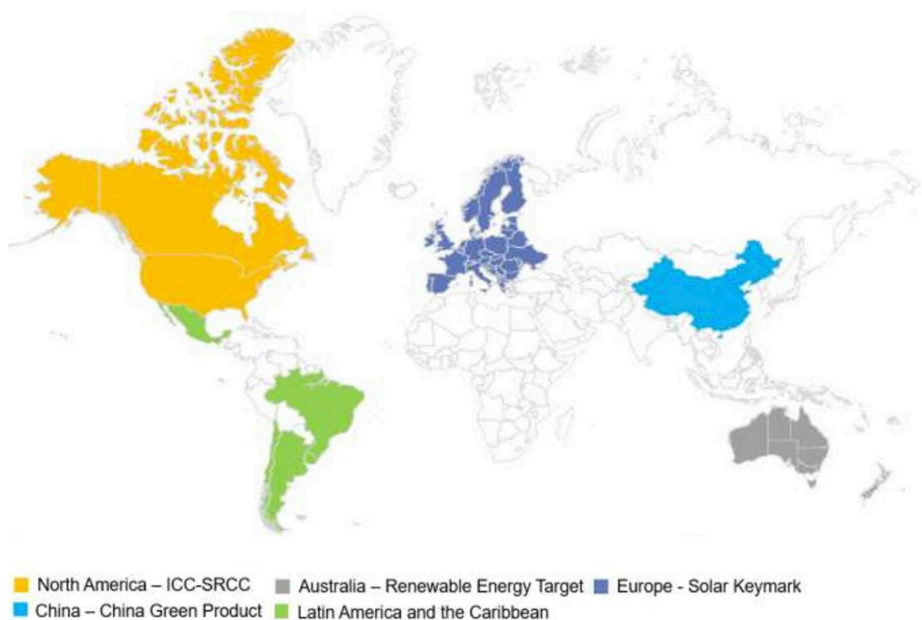 North America – ICC-SRCC
Australia – Renewable Energy Target
Europe - Solar Keymark
China – China Green Product
Latin America and the Caribbean